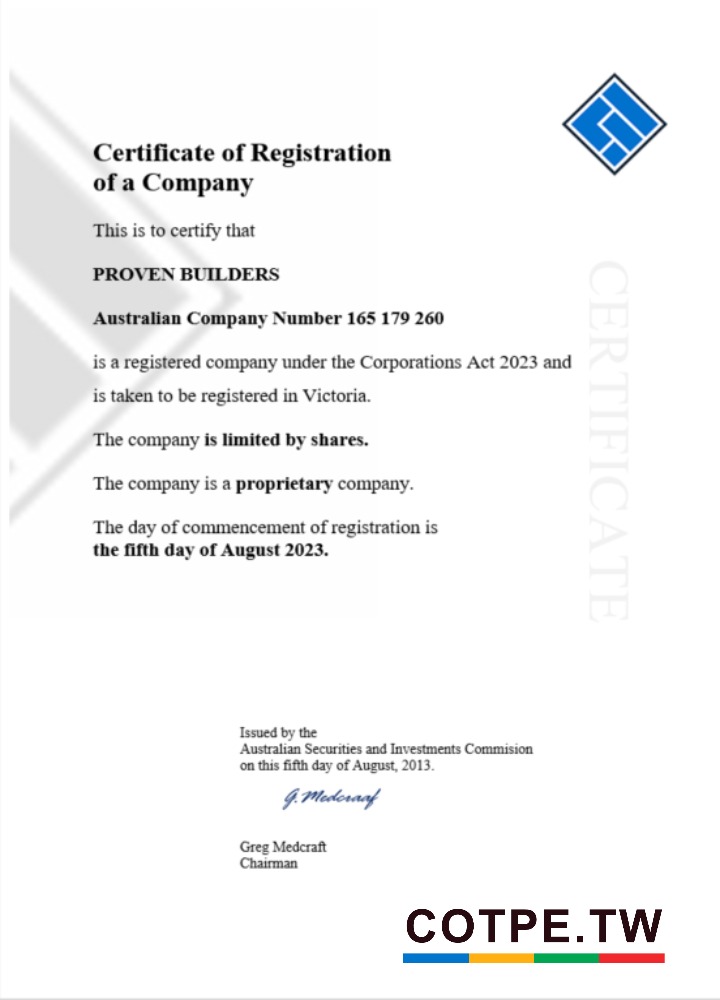 Certificate of Registration
of a Company
This is to certify that
PROVEN BUILDERS
Australian Company Number 165 179 260
is a registered company under the Corporations Act 2023 and
is taken to be registered in Victoria.
The company is limited by shares.
The company is a proprietary company.
The day of commencement of registration is
the fifth day of August 2023.
CERTIFICATE
Issued by the
Australian Securities and Investments Commision
on this fifth day of August, 2013.
G. Medcraaf
Greg Medcraft
Chairman
COTPE.TW